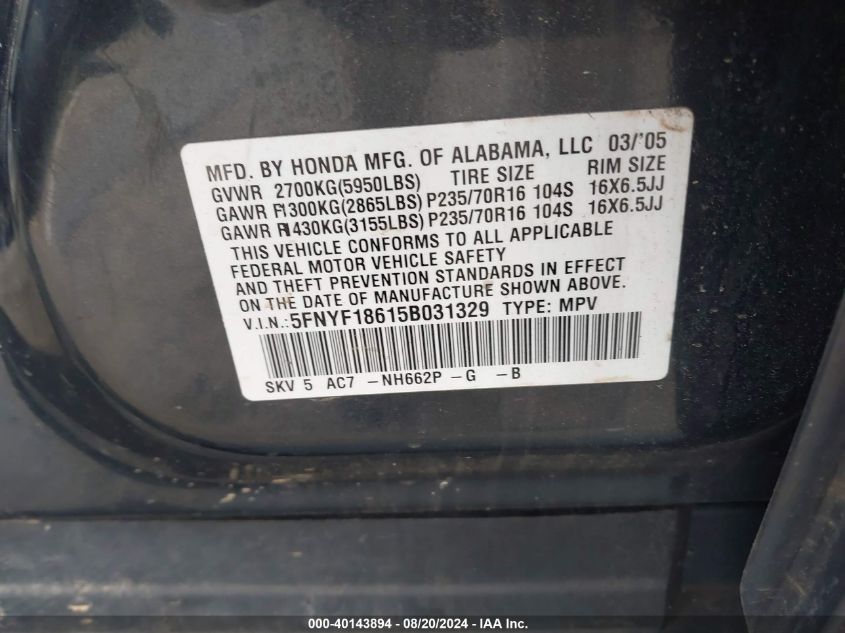 MFD. BY HONDA MFG. OF ALABAMA, LLC 03/'05
GVWR 2700KG(5950LBS) TIRE SIZE RIM SIZE
GAWR F1300KG(2865LBS) P235/70R16 104S 16X6.5JJ
GAWR R1430KG(3155LBS) P235/70R16 104S 16X6.5JJ
THIS VEHICLE CONFORMS TO ALL APPLICABLE
FEDERAL MOTOR VEHICLE SAFETY
AND THEFT PREVENTION STANDARDS IN EFFECT
ON THE DATE OF MANUFACTURE SHOWN ABOVE.
V.I.N.:5FNYF18615B031329 TYPE: MPV
SKV 5 AC7 -NH662P -G -B
000-40143894 - 08/20/2024 - IAA Inc.